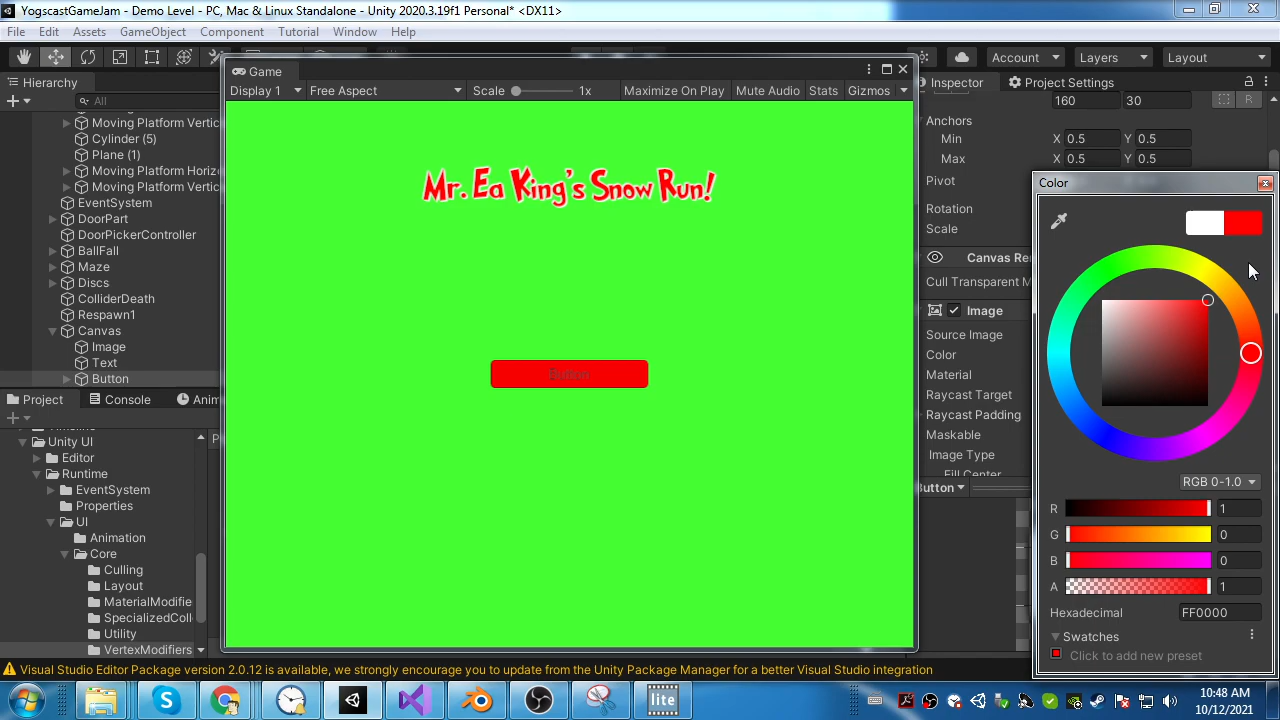 YogscastGameJam - Demo Level - PC, Mac & Linux Standalone - Unity 2020.3.19f1 Personal* <DX11>
File Edit Assets GameObject Component Tutorial Window Help
Account Layers Layout
Hierarchy
All
Moving Platform Vertic
Cylinder (5)
Plane (1)
Moving Platform Horiz
Moving Platform Vertic
EventSystem
DoorPart
DoorPickerController
BallFall
Maze
Discs
ColliderDeath
Respawn1
Canvas
Image
Text
Button
Project Console Anim
Unity UI
Editor
Runtime
EventSystem
Properties
UI
Animation
Core
Culling
Layout
MaterialModifie
SpecializedColl
Utility
VertexModifiers
Game
Display 1 Free Aspect Scale 1x Maximize On Play Mute Audio Stats Gizmos
Mr. Ea King's Snow Run!
Button
Inspector Project Settings
160 30
Anchors
Min X 0.5 Y 0.5
Max X 0.5 Y 0.5
Pivot
Rotation
Scale
Canvas Ren
Cull Transparent M
Image
Source Image
Color
Material
Raycast Target
Raycast Padding
Maskable
Image Type
Fill Center
Button
Color
RGB 0-1.0
R 1
G 0
B 0
A 1
Hexadecimal FF0000
Swatches
Click to add new preset
Visual Studio Editor Package version 2.0.12 is available, we strongly encourage you to update from the Unity Package Manager for a better Visual Studio integration
lite
10:48 AM
10/12/2021